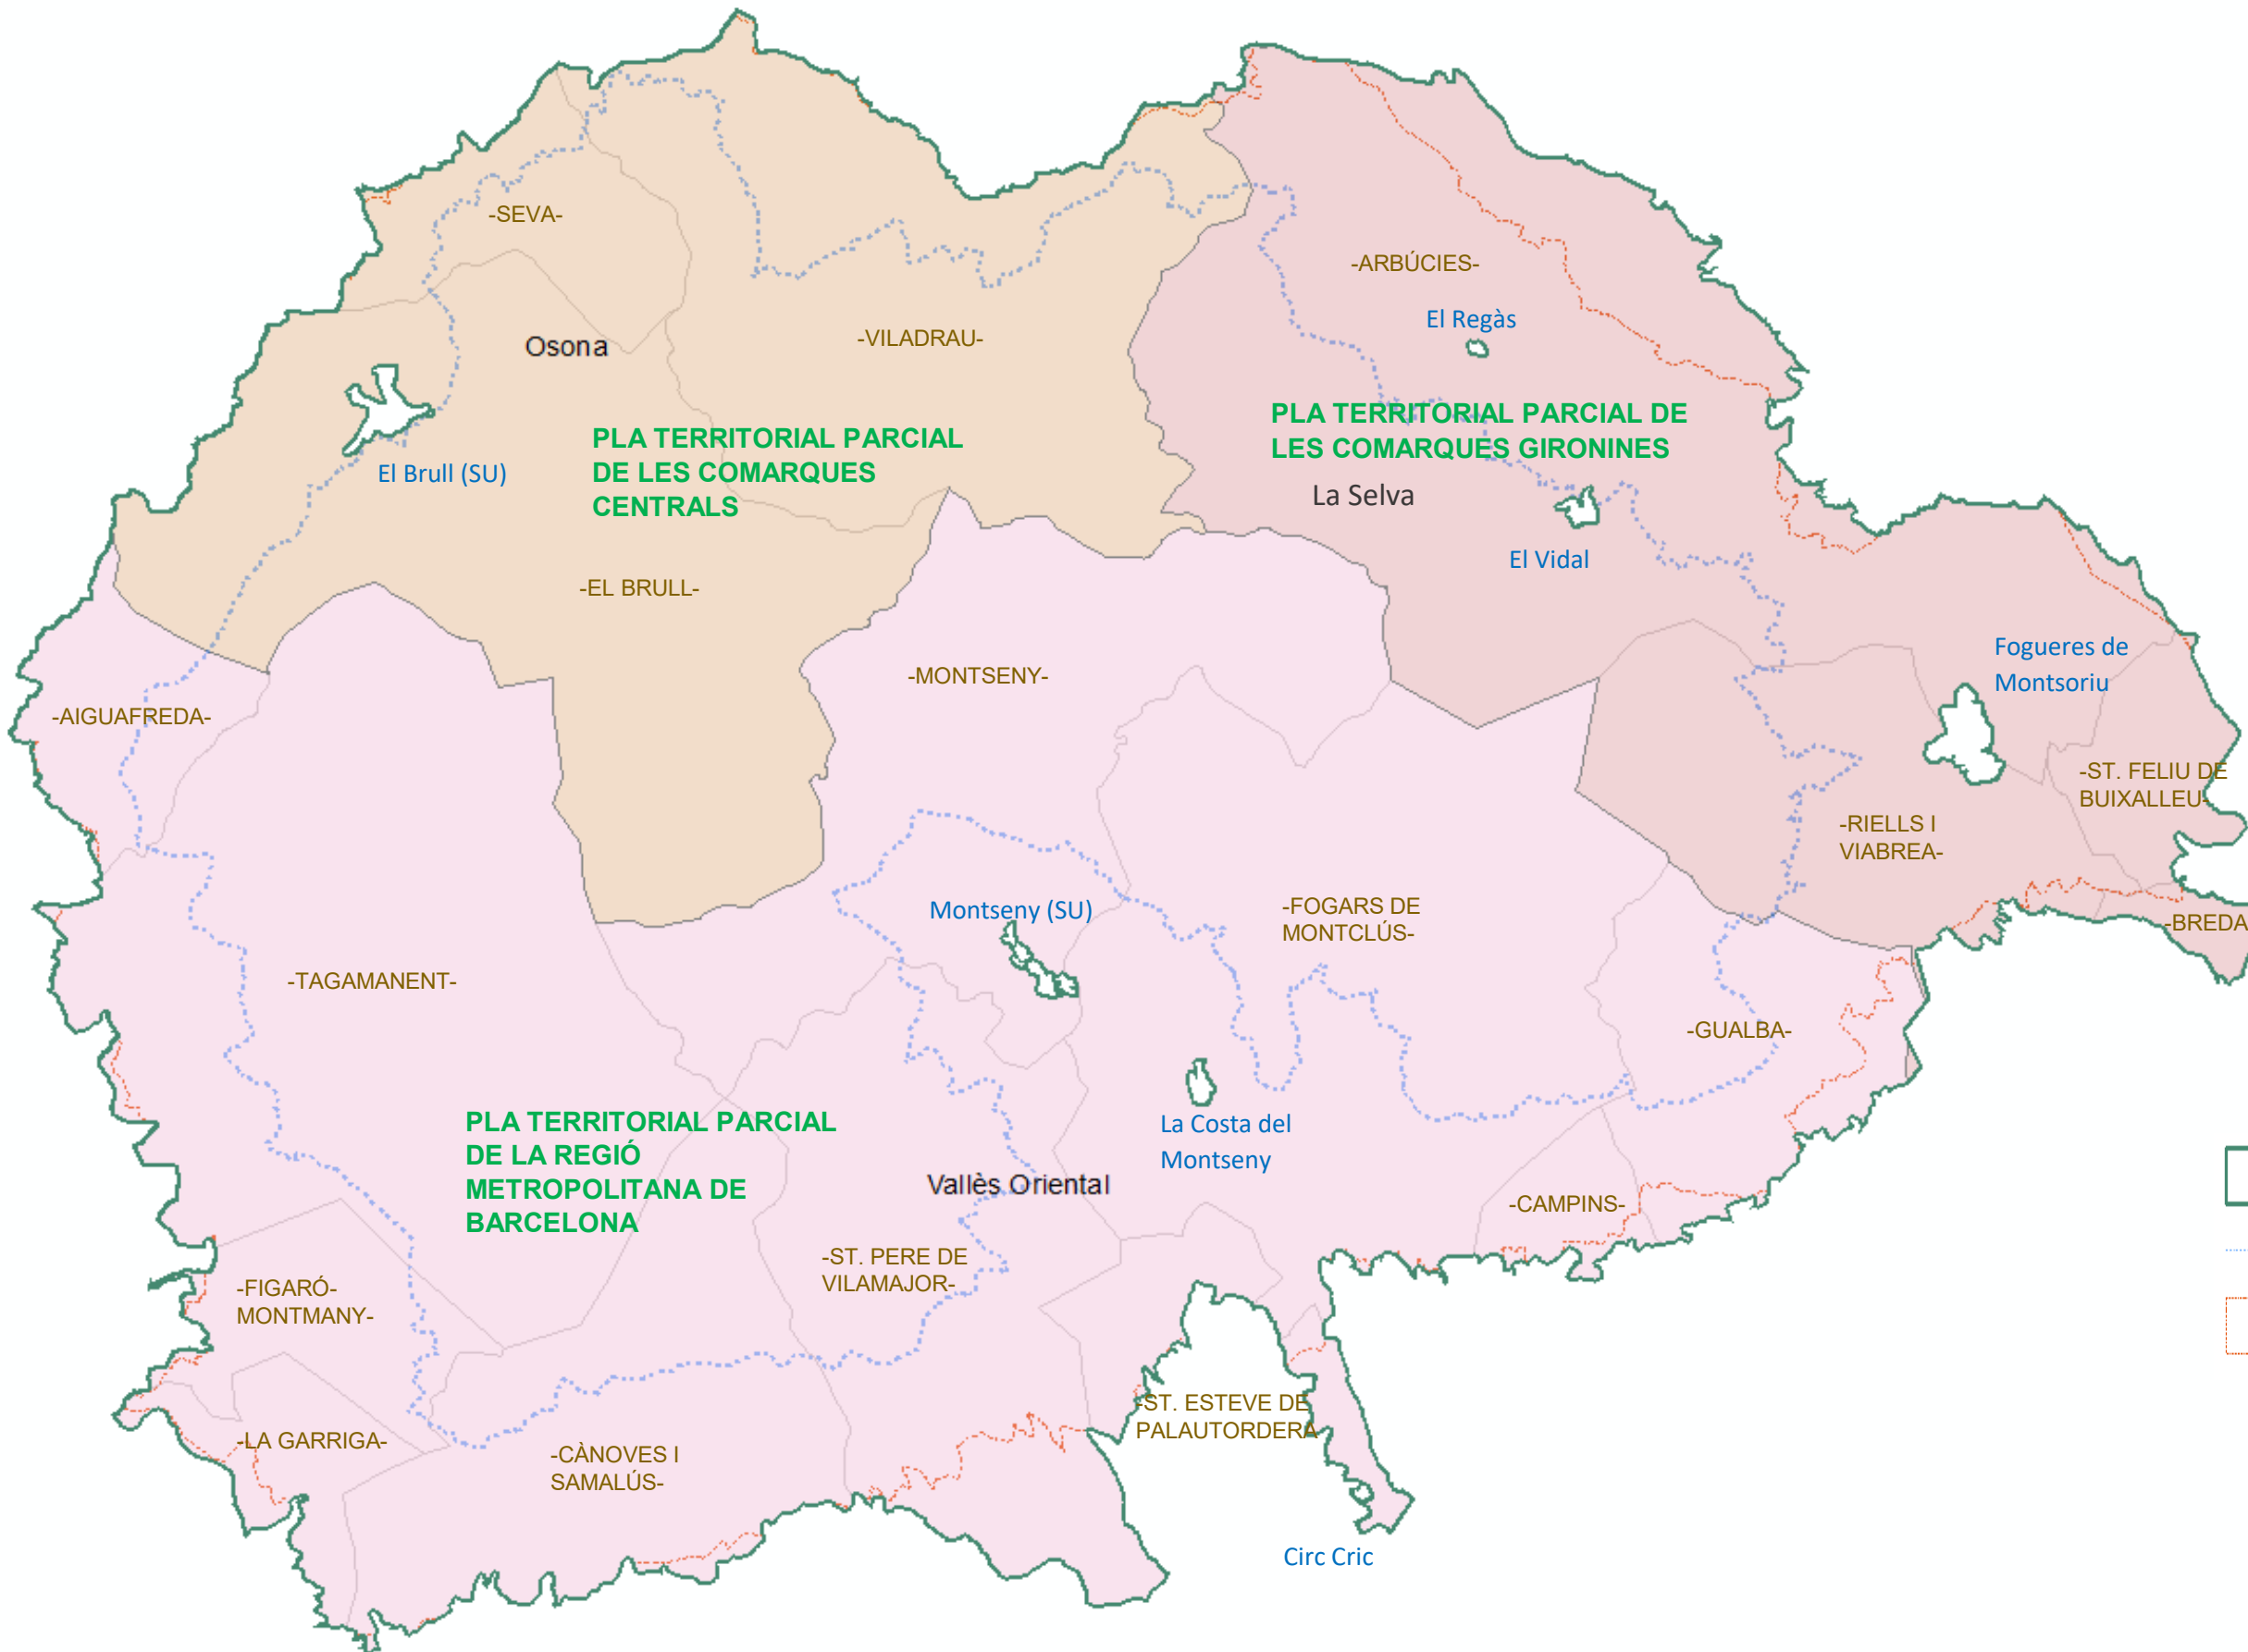 -SEVA-
-ARBÚCIES-
El Regàs
-VILADRAU-
Osona
PLA TERRITORIAL PARCIAL DE
LES COMARQUES GIRONINES
PLA TERRITORIAL PARCIAL
DE LES COMARQUES
CENTRALS
El Brull (SU)
La Selva
El Vidal
-EL BRULL-
Fogueres de
Montsoriu
-MONTSENY-
-AIGUAFREDA-
-ST. FELIU DE
BUIXALLEU-
-RIELLS I
VIABREA-
Montseny (SU)
-FOGARS DE
MONTCLÚS-
-BREDA
-TAGAMANENT-
-GUALBA-
PLA TERRITORIAL PARCIAL
DE LA REGIÓ
METROPOLITANA DE
BARCELONA
La Costa del
Montseny
Vallès Oriental
-CAMPINS-
-ST. PERE DE
VILAMAJOR-
-FIGARÓ-
MONTMANY-
-ST. ESTEVE DE
PALAUTORDERA
-LA GARRIGA-
-CÀNOVES I
SAMALÚS-
Circ Cric